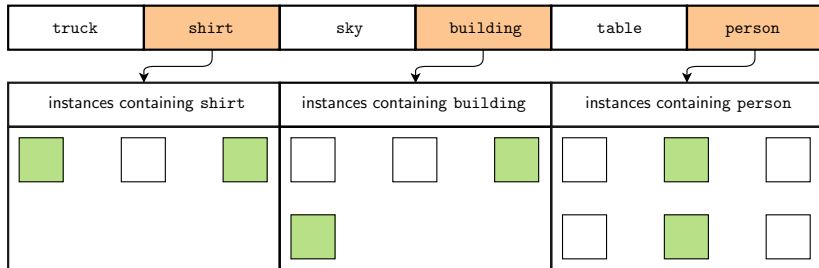 truck shirt sky building table person
instances containing shirt instances containing building instances containing person